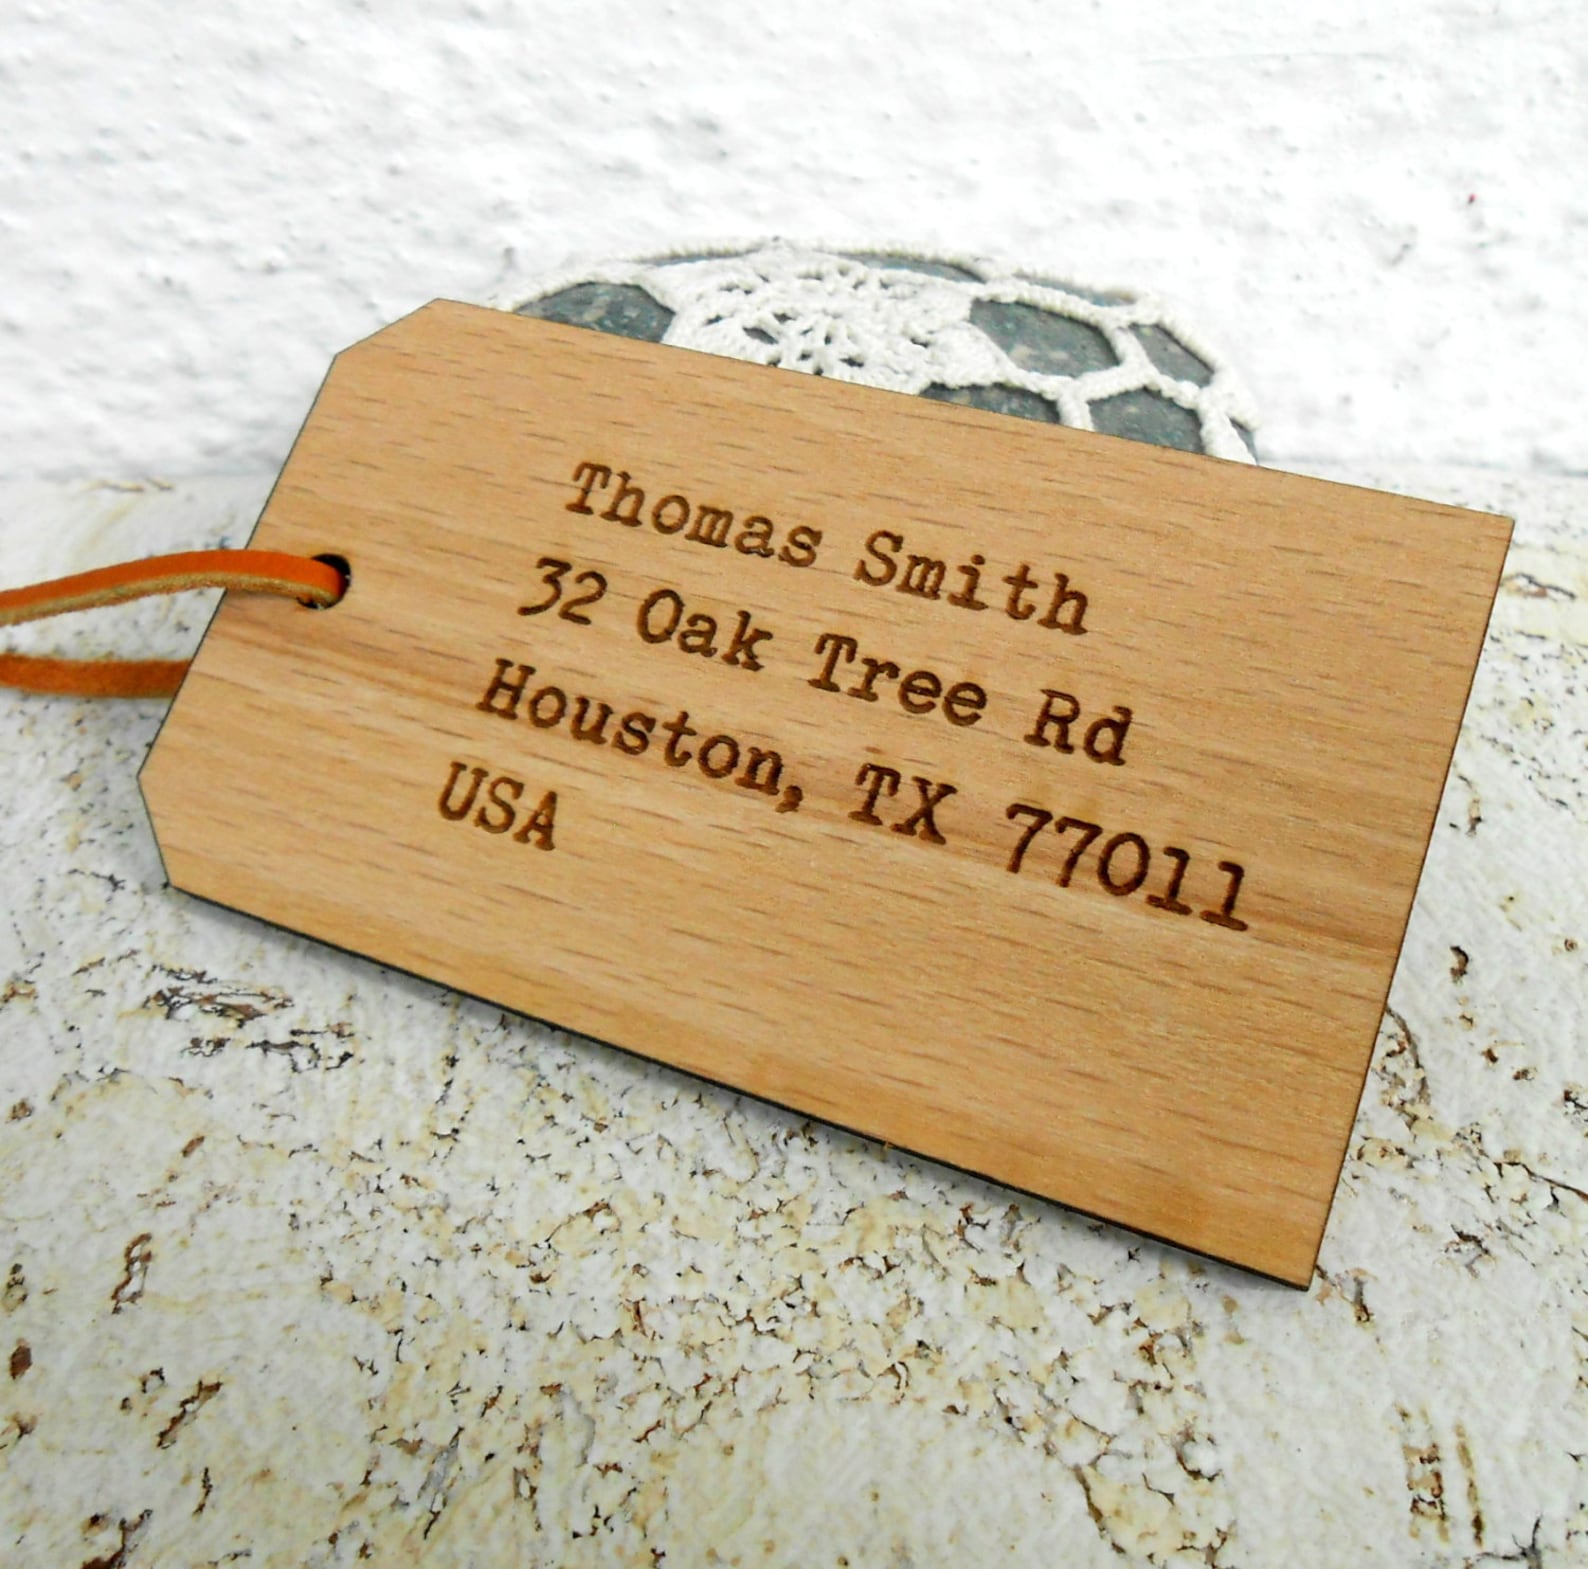 Thomas Smith
32 Oak Tree Rd
Houston, TX 77011
USA